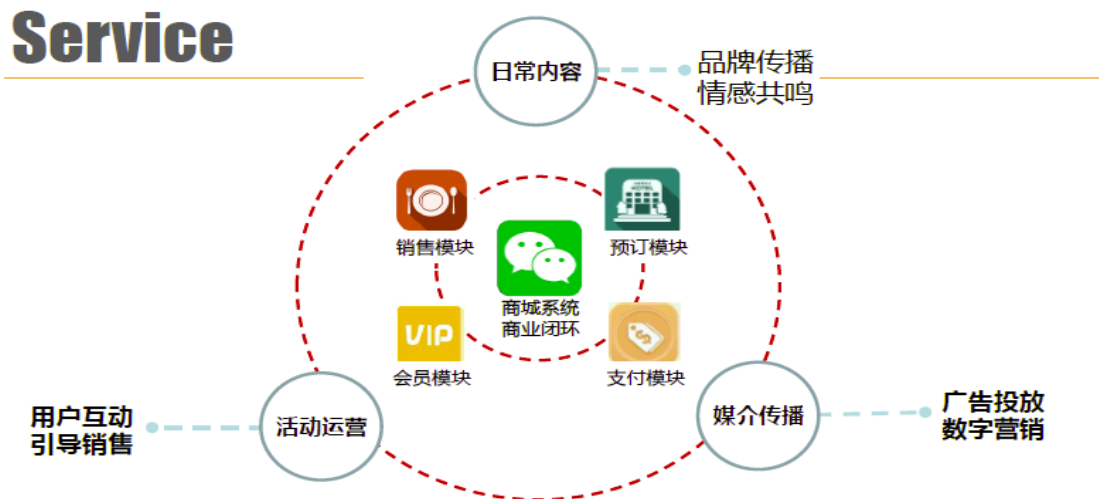 Service
日常内容
品牌传播
情感共鸣
HOTEL
销售模块
预订模块
商城系统
商业闭环
VIP
会员模块
支付模块
用户互动
引导销售
活动运营
媒介传播
广告投放
数字营销